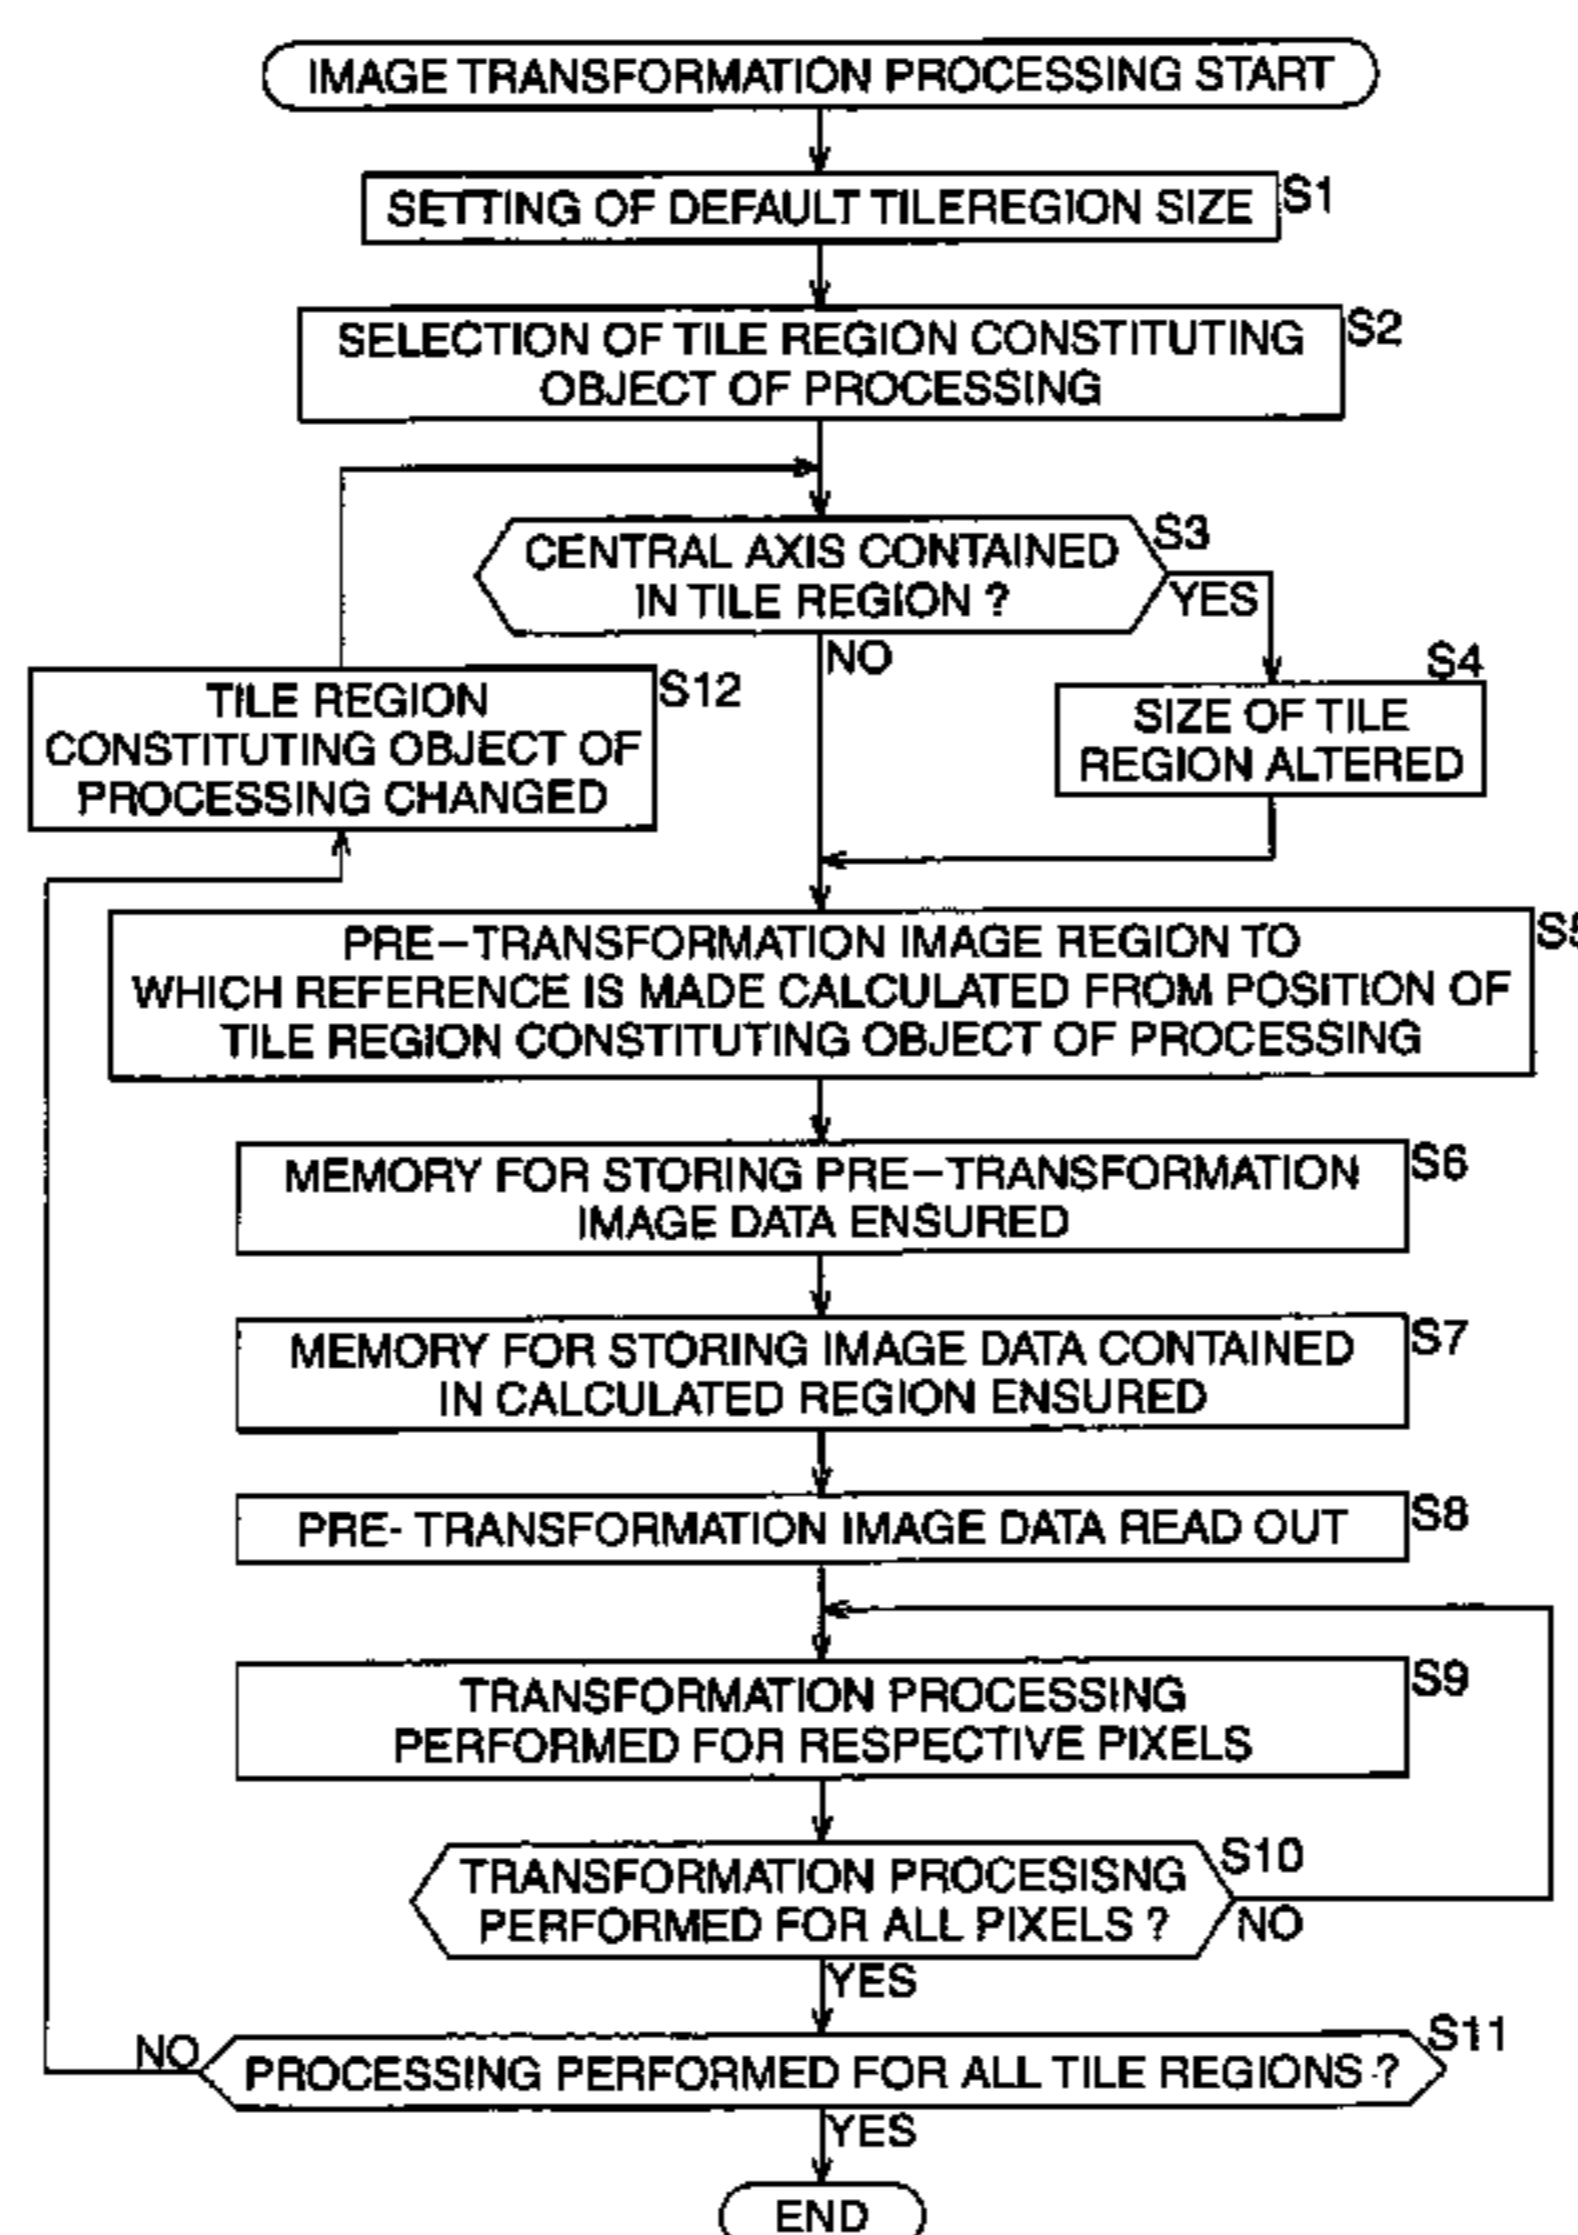 IMAGE TRANSFORMATION PROCESSING START
SETTING OF DEFAULT TILEREGION SIZE
S1
SELECTION OF TILE REGION CONSTITUTING
OBJECT OF PROCESSING
S2
CENTRAL AXIS CONTAINED
IN TILE REGION ?
S3
YES
NO
S4
SIZE OF TILE
REGION ALTERED
TILE REGION
CONSTITUTING OBJECT OF
PROCESSING CHANGED
S12
PRE-TRANSFORMATION IMAGE REGION TO
WHICH REFERENCE IS MADE CALCULATED FROM POSITION OF
TILE REGION CONSTITUTING OBJECT OF PROCESSING
S5
MEMORY FOR STORING PRE-TRANSFORMATION
IMAGE DATA ENSURED
S6
MEMORY FOR STORING IMAGE DATA CONTAINED
IN CALCULATED REGION ENSURED
S7
PRE- TRANSFORMATION IMAGE DATA READ OUT
S8
TRANSFORMATION PROCESSING
PERFORMED FOR RESPECTIVE PIXELS
S9
TRANSFORMATION PROCESISNG
PERFORMED FOR ALL PIXELS ?
S10
NO
YES
NO
PROCESSING PERFORMED FOR ALL TILE REGIONS ?
S11
YES
END